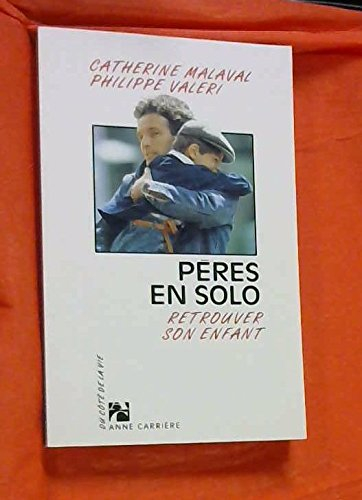 CATHERINE MALAVAL
PHILIPPE VALERI
PÈRES
EN SOLO
RETROUVER
SON ENFANT
DU CÔTÉ DE LA VIE
ANNE CARRIÈRE